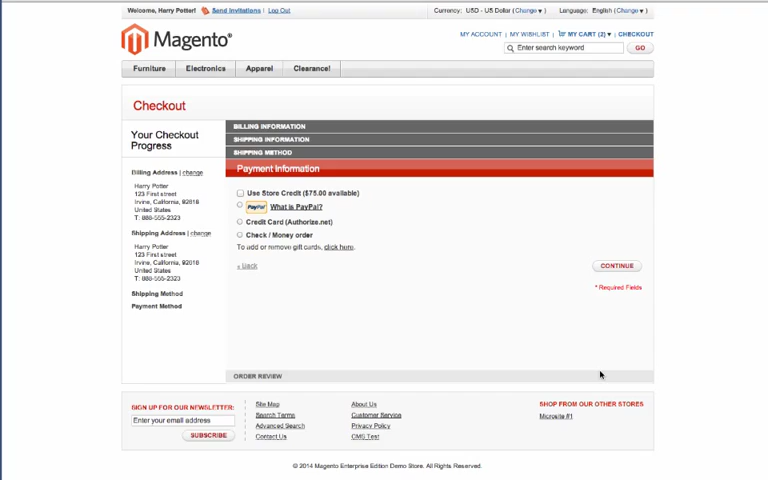 Welcome, Harry Potter! Send Invitations | Log Out
Currency: USD - US Dollar (Change▼) Language: English (Change▼)
Magento®
MY ACCOUNT | MY WISHLIST | MY CART (2)▼ | CHECKOUT
Enter search keyword GO
Furniture Electronics Apparel Clearance!
Checkout
Your Checkout
Progress
Billing Address | change
Harry Potter
123 First street
Irvine, California, 92618
United States
T: 888-555-2323
Shipping Address | change
Harry Potter
123 First street
Irvine, California, 92618
United States
T: 888-555-2323
Shipping Method
Payment Method
BILLING INFORMATION
SHIPPING INFORMATION
SHIPPING METHOD
Payment Information
Use Store Credit ($75.00 available)
PayPal What is PayPal?
Credit Card (Authorize.net)
Check / Money order
To add or remove gift cards, click here.
« Back
CONTINUE
* Required Fields
ORDER REVIEW
SIGN UP FOR OUR NEWSLETTER:
Enter your email address
SUBSCRIBE
Site Map
Search Terms
Advanced Search
Contact Us
About Us
Customer Service
Privacy Policy
CMS Test
SHOP FROM OUR OTHER STORES
Microsite #1
© 2014 Magento Enterprise Edition Demo Store. All Rights Reserved.